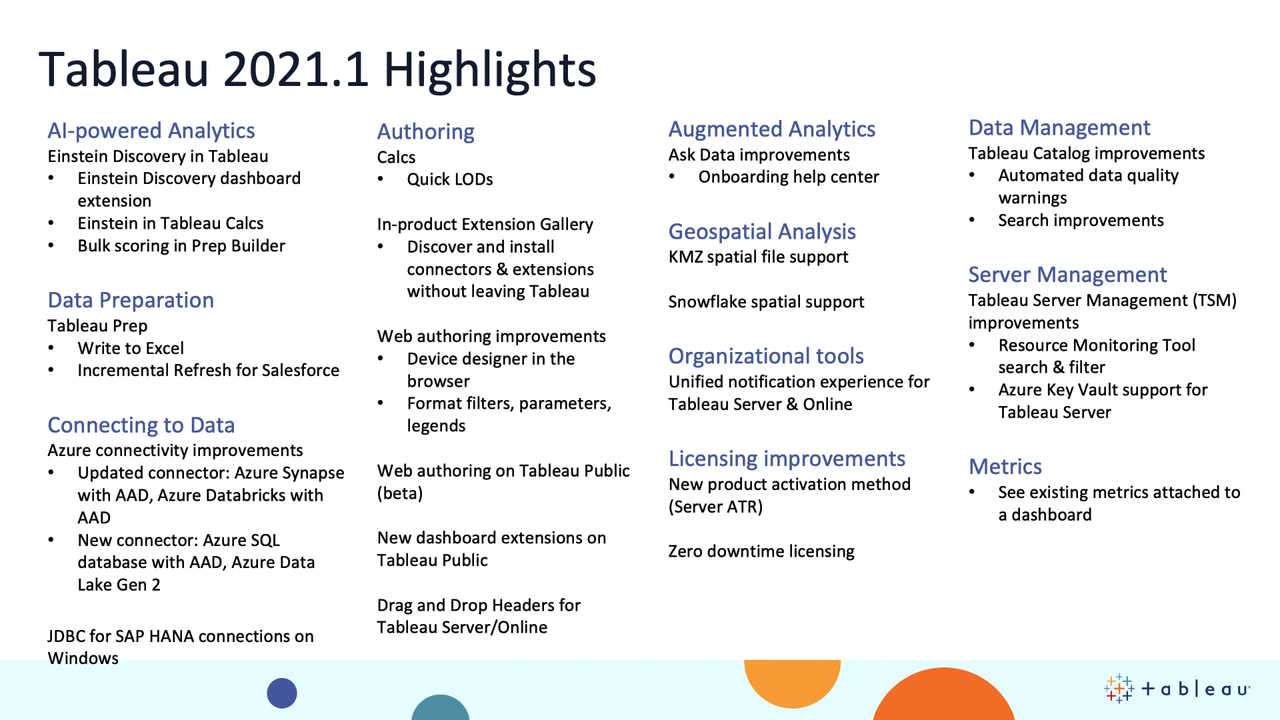 Tableau 2021.1 Highlights
AI-powered Analytics
Einstein Discovery in Tableau
• Einstein Discovery dashboard
extension
• Einstein in Tableau Calcs
• Bulk scoring in Prep Builder
Data Preparation
Tableau Prep
• Write to Excel
• Incremental Refresh for Salesforce
Connecting to Data
Azure connectivity improvements
• Updated connector: Azure Synapse
with AAD, Azure Databricks with
AAD
• New connector: Azure SQL
database with AAD, Azure Data
Lake Gen 2
JDBC for SAP HANA connections on
Windows
Authoring
Calcs
• Quick LODs
In-product Extension Gallery
• Discover and install
connectors & extensions
without leaving Tableau
Web authoring improvements
• Device designer in the
browser
• Format filters, parameters,
legends
Web authoring on Tableau Public
(beta)
New dashboard extensions on
Tableau Public
Drag and Drop Headers for
Tableau Server/Online
Augmented Analytics
Ask Data improvements
• Onboarding help center
Geospatial Analysis
KMZ spatial file support
Snowflake spatial support
Organizational tools
Unified notification experience for
Tableau Server & Online
Licensing improvements
New product activation method
(Server ATR)
Zero downtime licensing
Data Management
Tableau Catalog improvements
• Automated data quality
warnings
• Search improvements
Server Management
Tableau Server Management (TSM)
improvements
• Resource Monitoring Tool
search & filter
• Azure Key Vault support for
Tableau Server
Metrics
• See existing metrics attached to
a dashboard
tableau